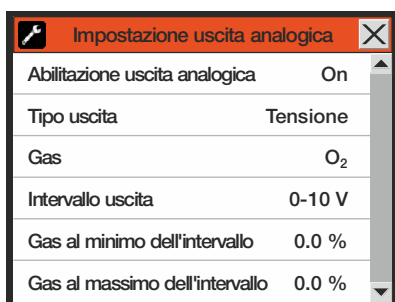 Impostazione uscita analogica
Abilitazione uscita analogica On
Tipo uscita Tensione
Gas O₂
Intervallo uscita 0-10 V
Gas al minimo dell'intervallo 0.0 %
Gas al massimo dell'intervallo 0.0 %